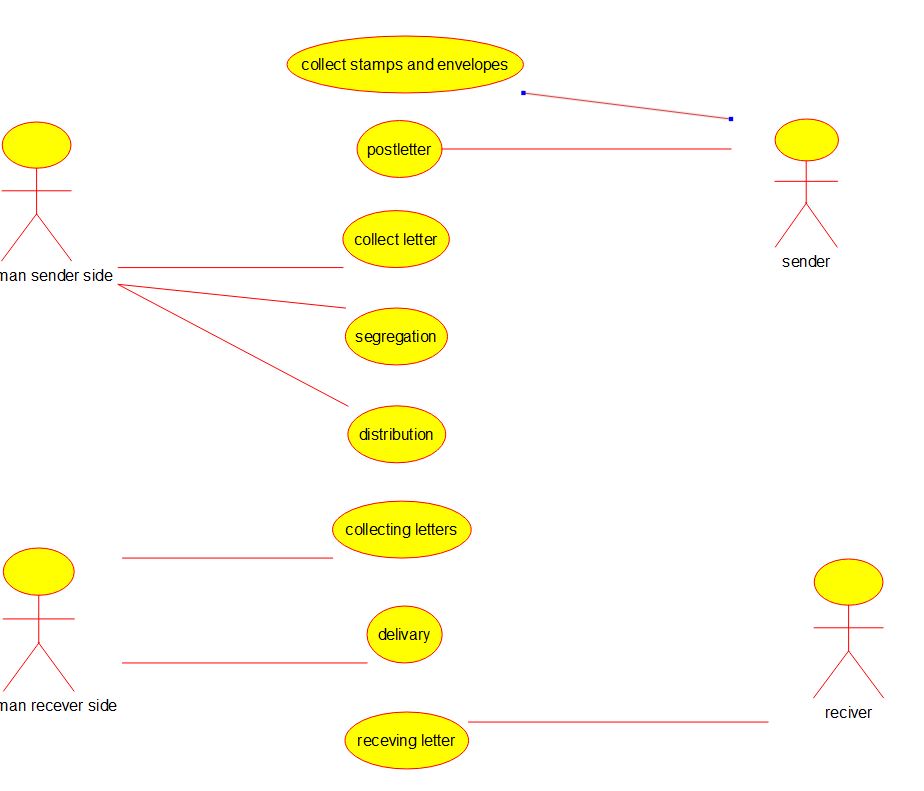 collect stamps and envelopes
postletter
collect letter
man sender side
sender
segregation
distribution
collecting letters
delivary
man recever side
reciver
receving letter